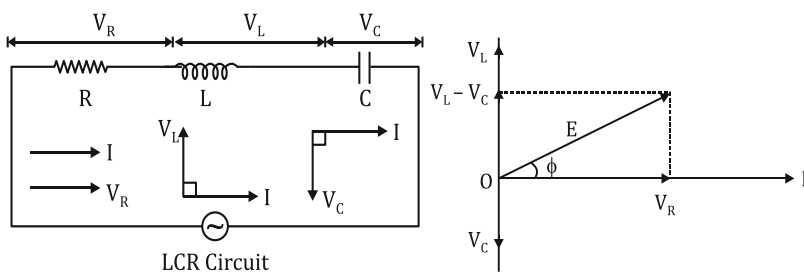 V_R V_L V_C
R L C
I
V_R
V_L
I
I
V_C
~
LCR Circuit
V_L
V_L – V_C
E
ϕ
O
V_R
I
V_C